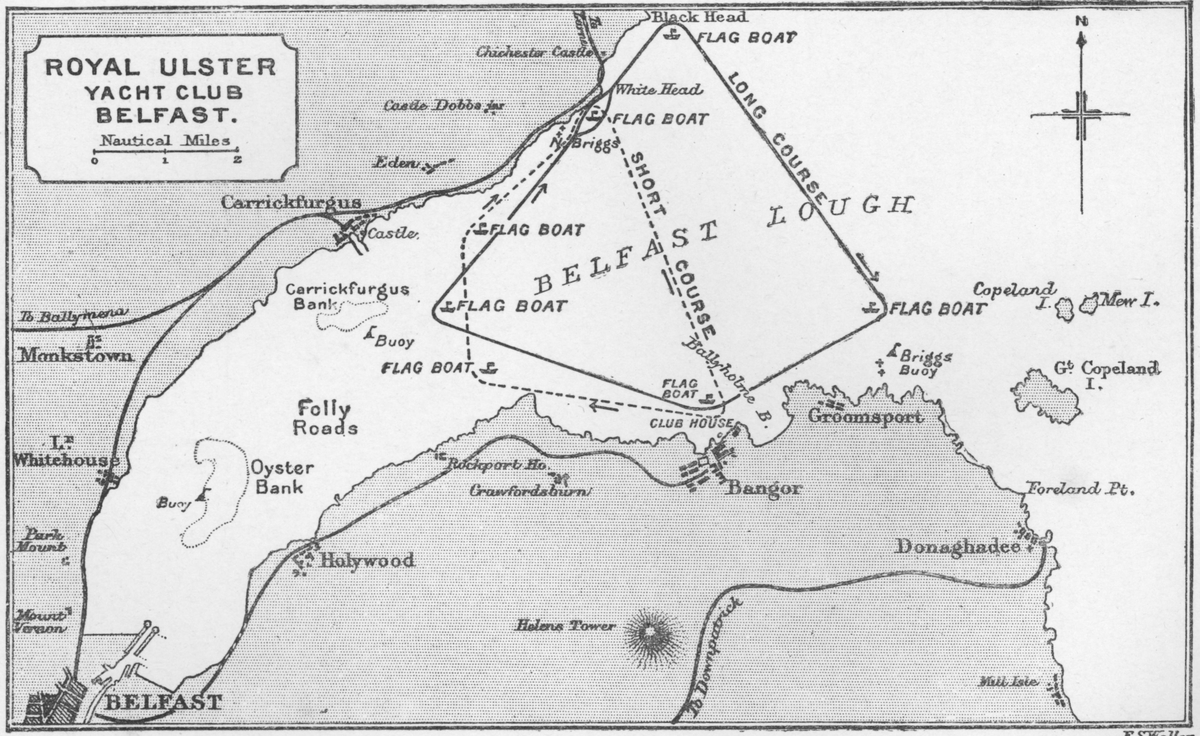 ROYAL ULSTER
YACHT CLUB
BELFAST.
Nautical Miles
0 1 2
Black Head
FLAG BOAT
To
Chichester Castle
White Head
FLAG BOAT
Castle Dobbs
Nº Briggs
Eden
Carrickfurgus
Castle.
FLAG BOAT
LONG COURSE
SHORT COURSE
BELFAST LOUGH
N
Carrickfurgus
Bank
Buoy
FLAG BOAT
FLAG BOAT
FLAG BOAT
Copeland
I.
Mew I.
Briggs
Buoy
Gt. Copeland
I.
To Ballymena
Monkstown
FLAG
BOAT
Ballyholme B.
CLUB HOUSE
Groomsport
Folly
Roads
Lr.
Whitehouse
Oyster
Bank
Buoy
Rockport Ho.
Crawfordsburn
Bangor
Foreland Pt.
Park
Mount
Holywood
Donaghadee
Mount
Vernon
Helens Tower
To Downpatrick
Mill Isle
BELFAST